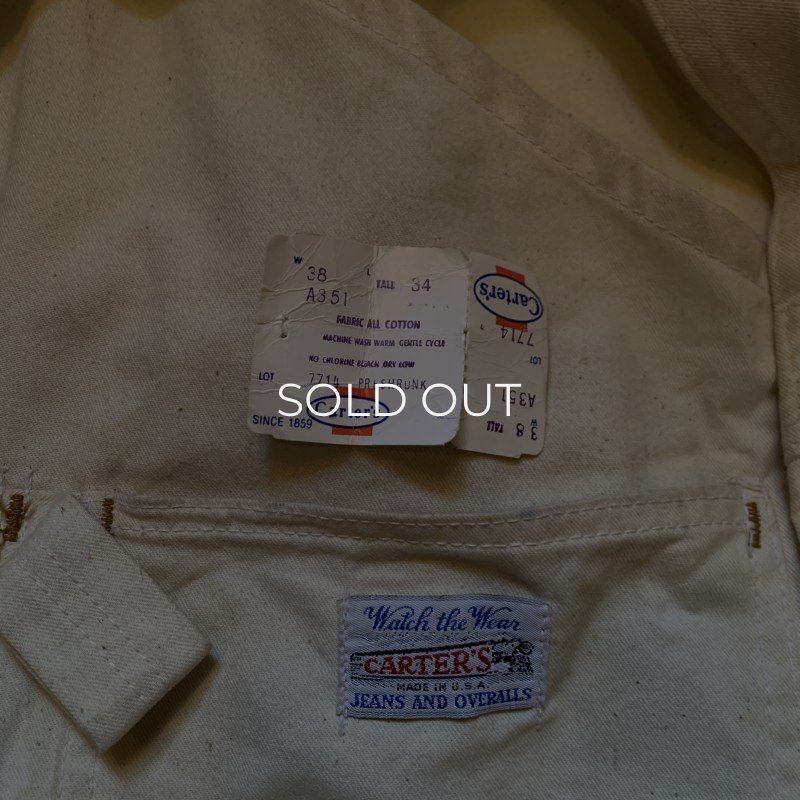 W 38 L TALL 34
A351
FABRIC ALL COTTON
MACHINE WASH WARM GENTLE CYCLE
NO CHLORINE BLEACH DRY LOW
LOT 7714 PRESHRUNK
Carter's
SINCE 1859
Carter's
7714
LOT
A351
W
38 TALL
SOLD OUT
Watch the Wear
CARTER'S
MADE IN U.S.A.
JEANS AND OVERALLS